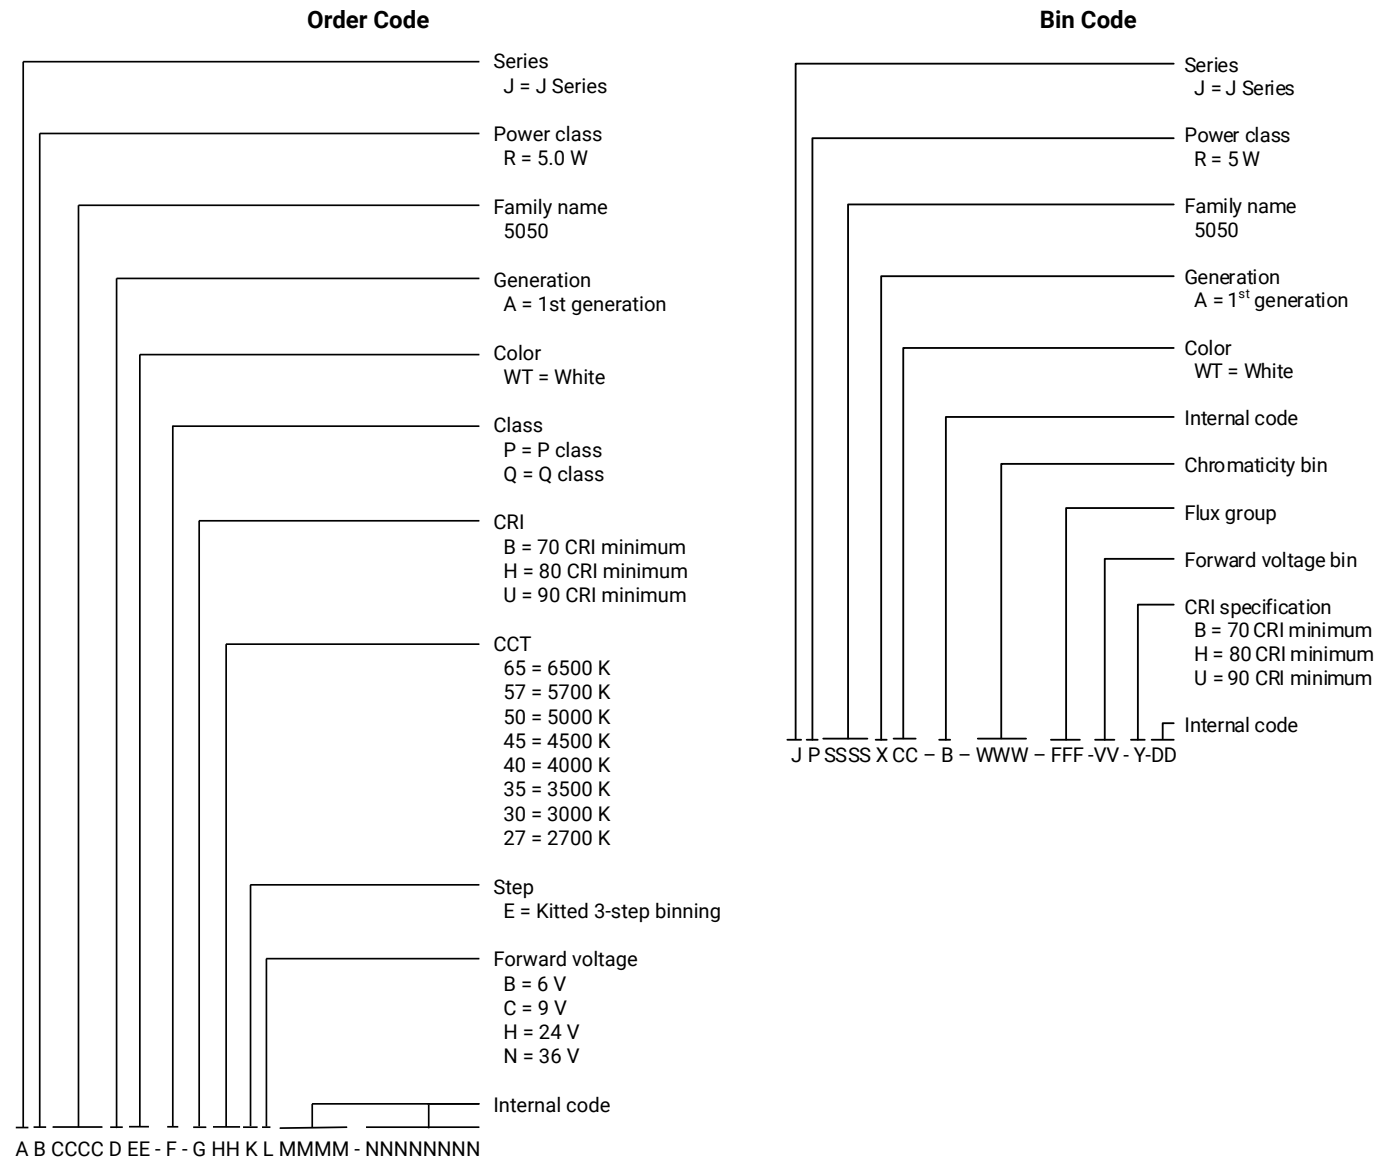 Order Code
Series
J = J Series
Power class
R = 5.0 W
Family name
5050
Generation
A = 1st generation
Color
WT = White
Class
P = P class
Q = Q class
CRI
B = 70 CRI minimum
H = 80 CRI minimum
U = 90 CRI minimum
CCT
65 = 6500 K
57 = 5700 K
50 = 5000 K
45 = 4500 K
40 = 4000 K
35 = 3500 K
30 = 3000 K
27 = 2700 K
Step
E = Kitted 3-step binning
Forward voltage
B = 6 V
C = 9 V
H = 24 V
N = 36 V
Internal code
A B CCCC D EE - F - G HH K L MMMM - NNNNNNNN
Bin Code
Series
J = J Series
Power class
R = 5 W
Family name
5050
Generation
A = 1st generation
Color
WT = White
Internal code
Chromaticity bin
Flux group
Forward voltage bin
CRI specification
B = 70 CRI minimum
H = 80 CRI minimum
U = 90 CRI minimum
Internal code
J P SSSS X CC – B – WWW – FFF -VV - Y-DD